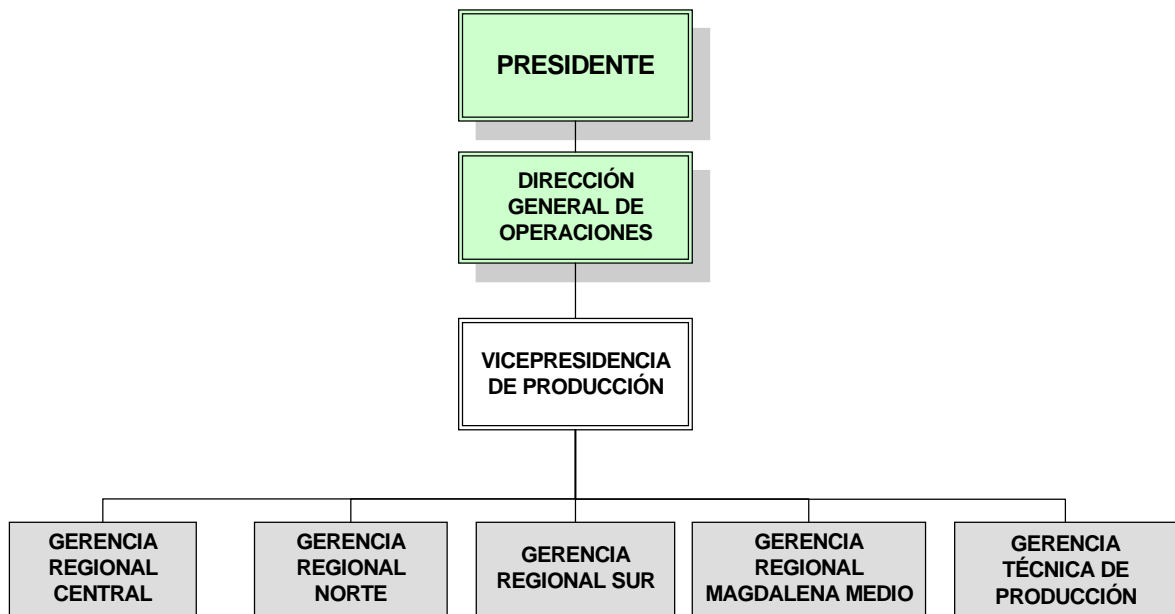 PRESIDENTE
DIRECCIÓN
GENERAL DE
OPERACIONES
VICEPRESIDENCIA
DE PRODUCCIÓN
GERENCIA
REGIONAL
CENTRAL
GERENCIA
REGIONAL
NORTE
GERENCIA
REGIONAL SUR
GERENCIA
REGIONAL
MAGDALENA MEDIO
GERENCIA
TÉCNICA DE
PRODUCCIÓN